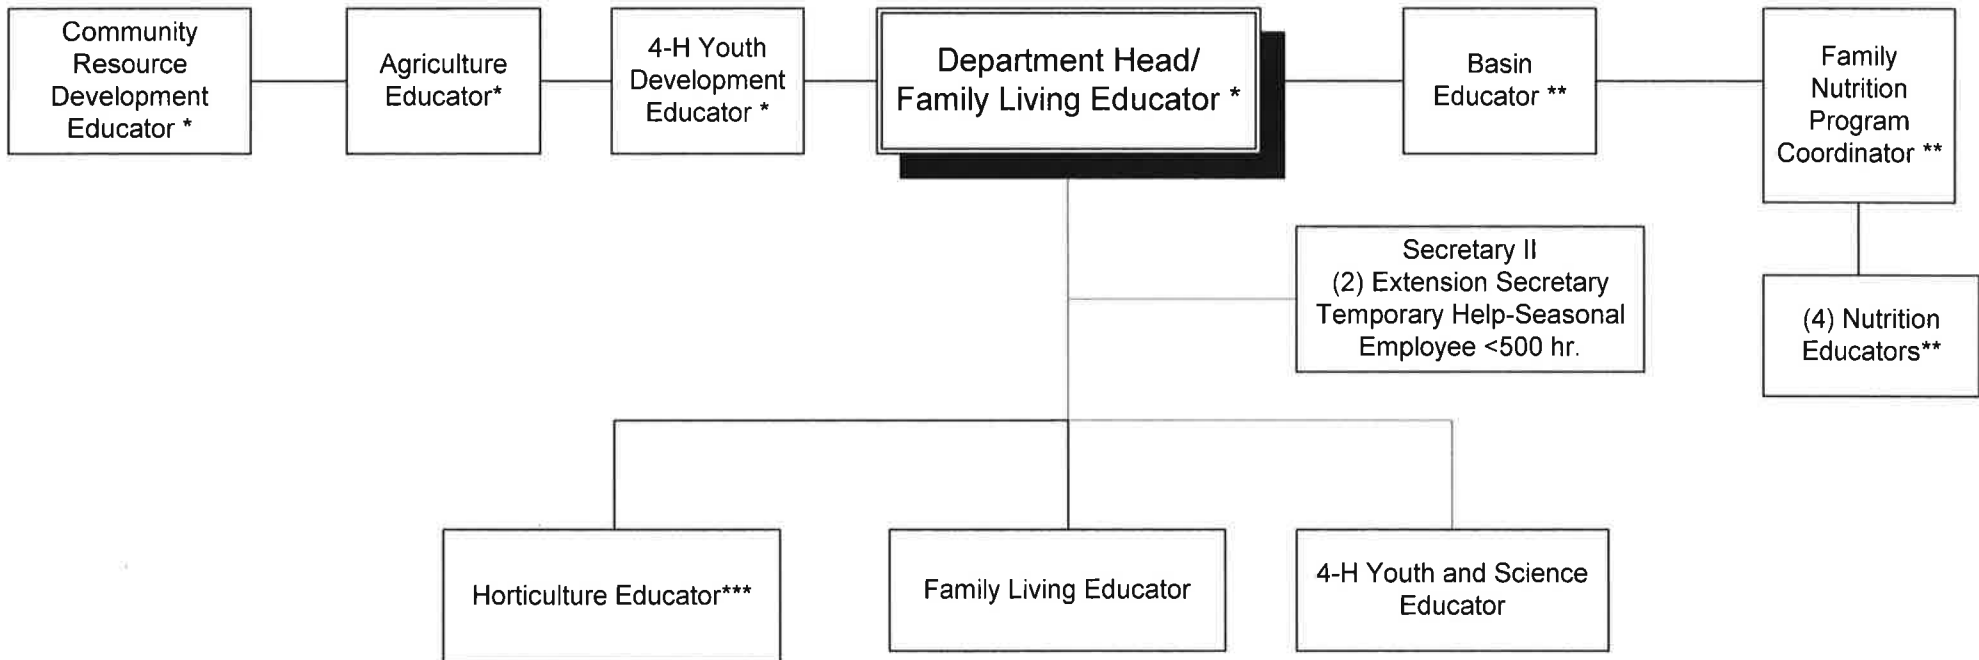 Community
Resource
Development
Educator *
Agriculture
Educator*
4-H Youth
Development
Educator *
Department Head/
Family Living Educator *
Basin
Educator **
Family
Nutrition
Program
Coordinator **
Secretary II
(2) Extension Secretary
Temporary Help-Seasonal
Employee <500 hr.
(4) Nutrition
Educators**
Horticulture Educator***
Family Living Educator
4-H Youth and Science
Educator